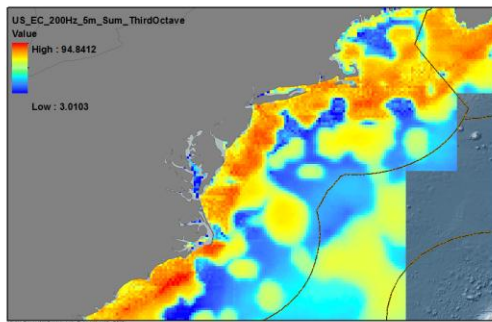 US_EC_200Hz_5m_Sum_ThirdOctave
Value
High : 94.8412
Low : 3.0103